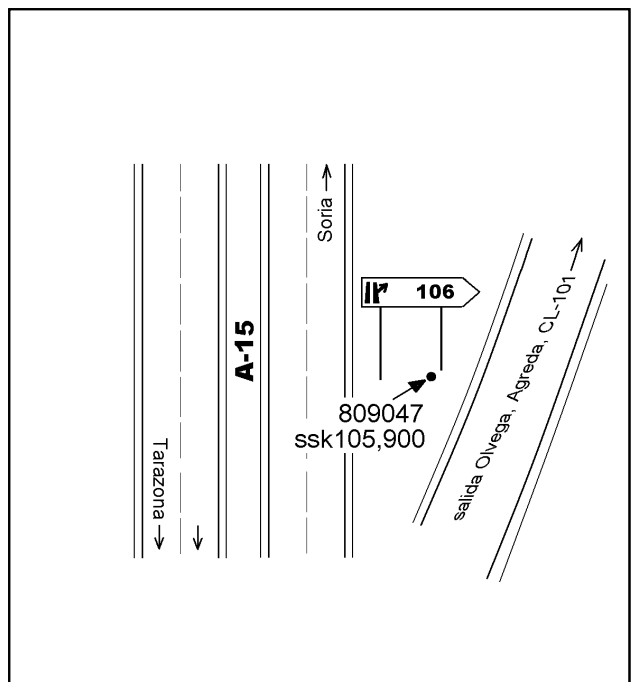 Soria
106
A-15
809047
ssk105,900
Tarazona
salida Olvega, Agreda, CL-101